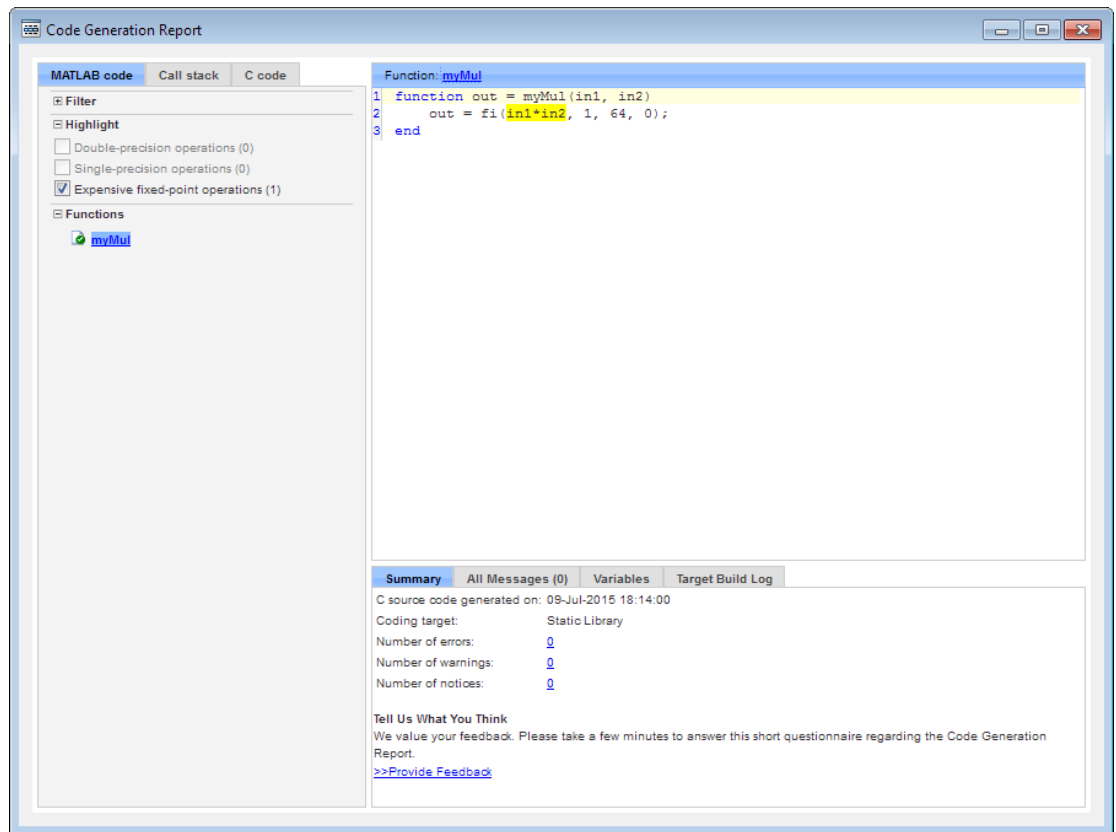 Code Generation Report
MATLAB code Call stack C code
Filter
Highlight
Double-precision operations (0)
Single-precision operations (0)
Expensive fixed-point operations (1)
Functions
myMul
Function: myMul
1 function out = myMul(in1, in2)
2 out = fi(in1*in2, 1, 64, 0);
3 end
Summary All Messages (0) Variables Target Build Log
C source code generated on: 09-Jul-2015 18:14:00
Coding target: Static Library
Number of errors: 0
Number of warnings: 0
Number of notices: 0
Tell Us What You Think
We value your feedback. Please take a few minutes to answer this short questionnaire regarding the Code Generation
Report.
>>Provide Feedback